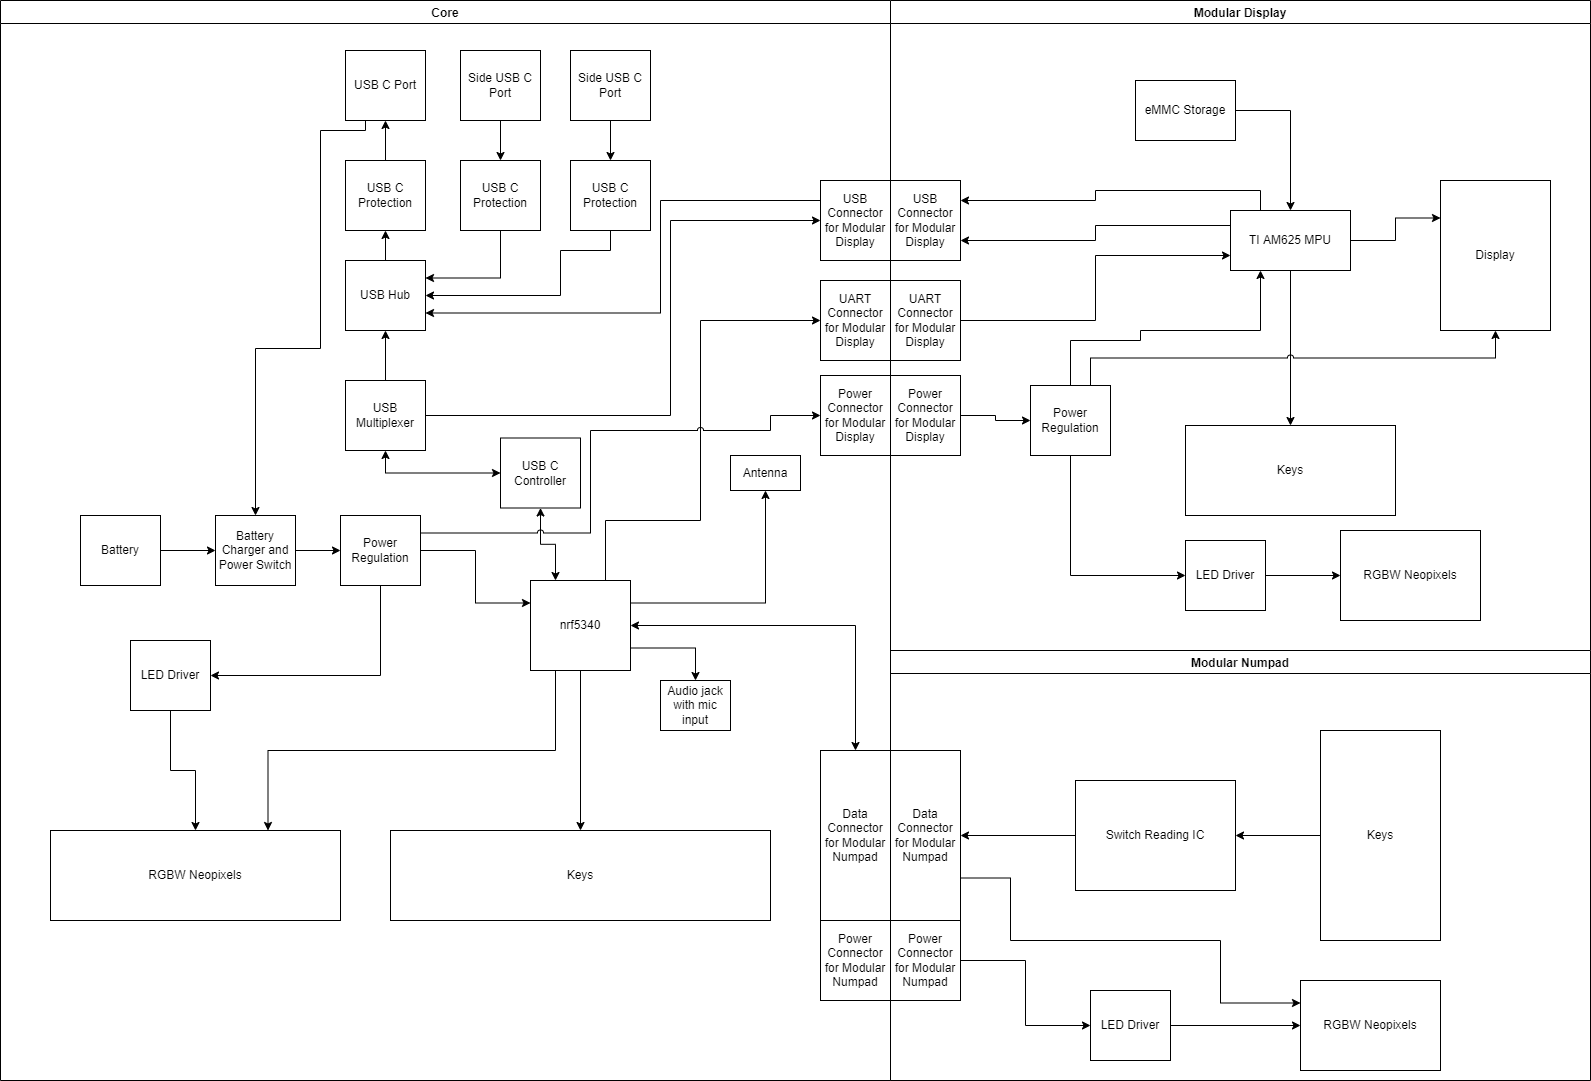 Core
Modular Display
USB C Port
Side USB C
Port
Side USB C
Port
USB C
Protection
USB C
Protection
USB C
Protection
USB Hub
USB
Multiplexer
USB C
Controller
Antenna
Battery
Battery
Charger and
Power Switch
Power
Regulation
nrf5340
LED Driver
Audio jack
with mic
input
RGBW Neopixels
Keys
USB
Connector
for Modular
Display
USB
Connector
for Modular
Display
UART
Connector
for Modular
Display
UART
Connector
for Modular
Display
Power
Connector
for Modular
Display
Power
Connector
for Modular
Display
eMMC Storage
TI AM625 MPU
Display
Power
Regulation
Keys
LED Driver
RGBW Neopixels
Modular Numpad
Data
Connector
for Modular
Numpad
Data
Connector
for Modular
Numpad
Switch Reading IC
Keys
Power
Connector
for Modular
Numpad
Power
Connector
for Modular
Numpad
LED Driver
RGBW Neopixels